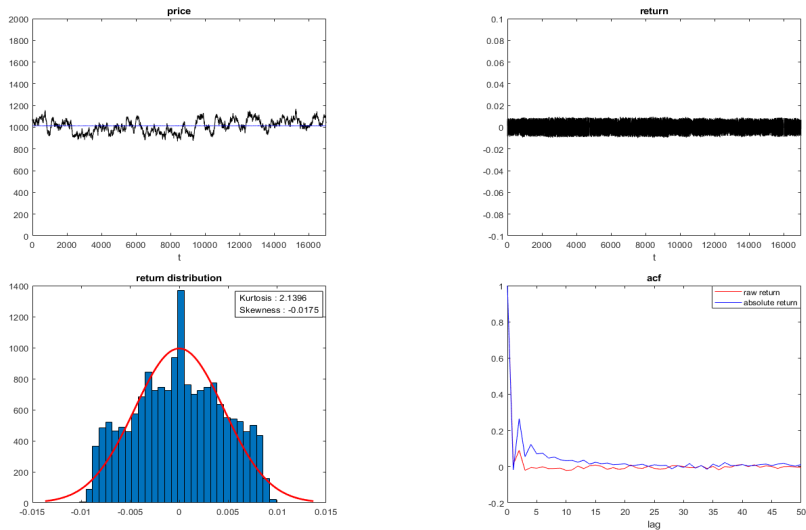 price
2000
1800
1600
1400
1200
1000
800
600
400
200
0
0 2000 4000 6000 8000 10000 12000 14000 16000
t
return
0.1
0.08
0.06
0.04
0.02
0
-0.02
-0.04
-0.06
-0.08
-0.1
0 2000 4000 6000 8000 10000 12000 14000 16000
t
return distribution
1400
1200
1000
800
600
400
200
0
-0.015 -0.01 -0.005 0 0.005 0.01 0.015
Kurtosis : 2.1396
Skewness : -0.0175
acf
1
0.8
0.6
0.4
0.2
0
-0.2
0 5 10 15 20 25 30 35 40 45 50
lag
raw return
absolute return